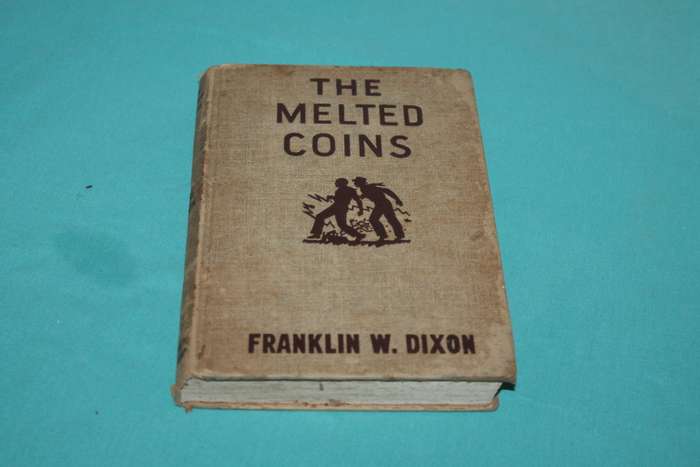 THE
MELTED
COINS
FRANKLIN W. DIXON